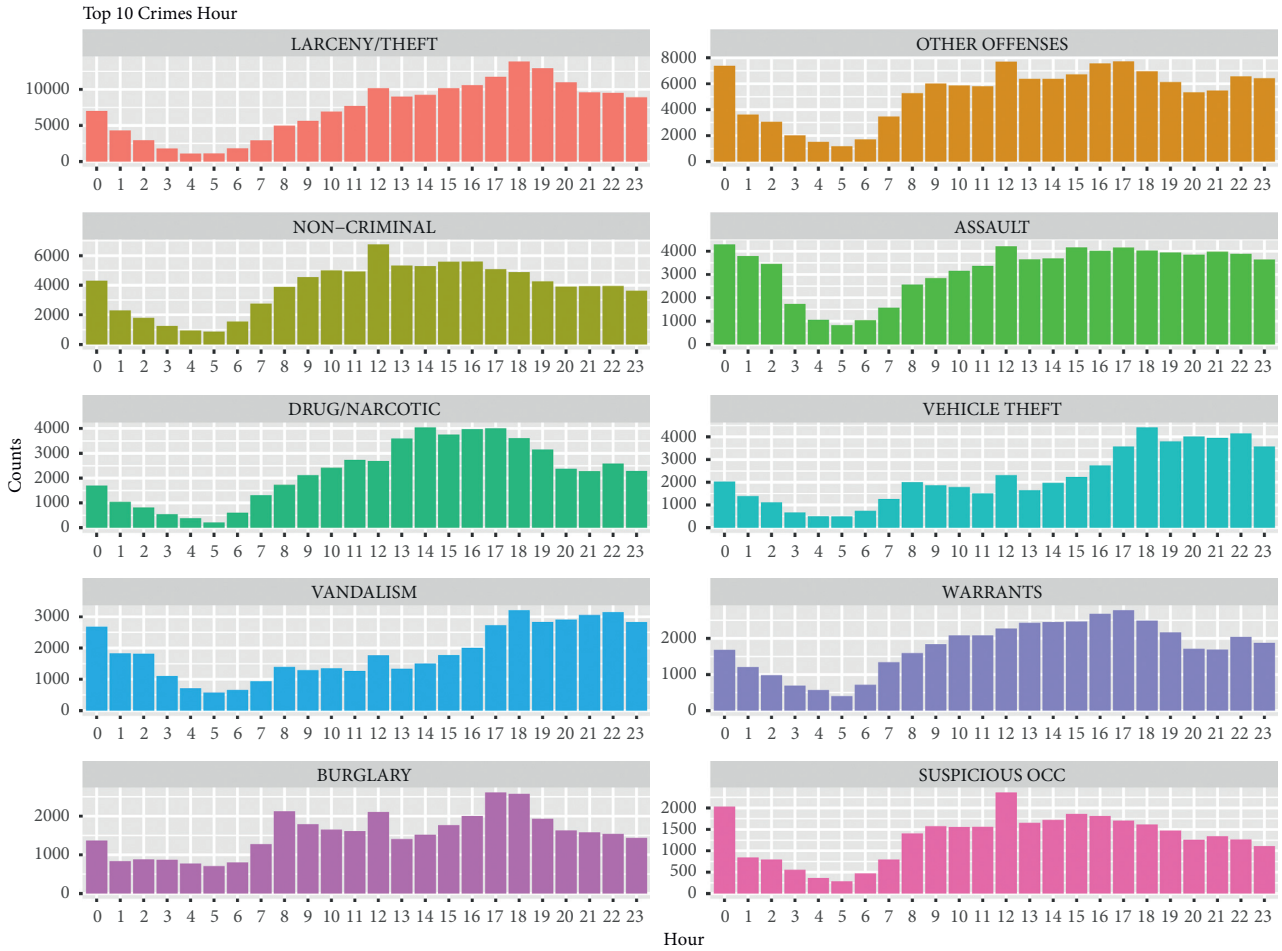 Top 10 Crimes Hour
LARCENY/THEFT
10000
5000
0
0 1 2 3 4 5 6 7 8 9 10 11 12 13 14 15 16 17 18 19 20 21 22 23
OTHER OFFENSES
8000
6000
4000
2000
0
0 1 2 3 4 5 6 7 8 9 10 11 12 13 14 15 16 17 18 19 20 21 22 23
NON−CRIMINAL
6000
4000
2000
0
0 1 2 3 4 5 6 7 8 9 10 11 12 13 14 15 16 17 18 19 20 21 22 23
ASSAULT
4000
3000
2000
1000
0
0 1 2 3 4 5 6 7 8 9 10 11 12 13 14 15 16 17 18 19 20 21 22 23
Counts
DRUG/NARCOTIC
4000
3000
2000
1000
0
0 1 2 3 4 5 6 7 8 9 10 11 12 13 14 15 16 17 18 19 20 21 22 23
VEHICLE THEFT
4000
3000
2000
1000
0
0 1 2 3 4 5 6 7 8 9 10 11 12 13 14 15 16 17 18 19 20 21 22 23
VANDALISM
3000
2000
1000
0
0 1 2 3 4 5 6 7 8 9 10 11 12 13 14 15 16 17 18 19 20 21 22 23
WARRANTS
2000
1000
0
0 1 2 3 4 5 6 7 8 9 10 11 12 13 14 15 16 17 18 19 20 21 22 23
BURGLARY
2000
1000
0
0 1 2 3 4 5 6 7 8 9 10 11 12 13 14 15 16 17 18 19 20 21 22 23
SUSPICIOUS OCC
2000
1500
1000
500
0
0 1 2 3 4 5 6 7 8 9 10 11 12 13 14 15 16 17 18 19 20 21 22 23
Hour